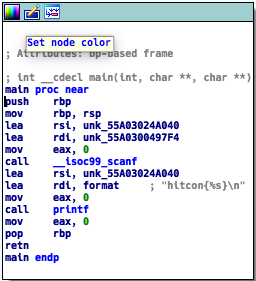 Set node color
; Attributes: bp-based frame
; int __cdecl main(int, char **, char **)
main proc near
push rbp
mov rbp, rsp
lea rsi, unk_55A03024A040
lea rdi, unk_55A0300497F4
mov eax, 0
call __isoc99_scanf
lea rsi, unk_55A03024A040
lea rdi, format ; "hitcon{%s}\n"
mov eax, 0
call printf
mov eax, 0
pop rbp
retn
main endp